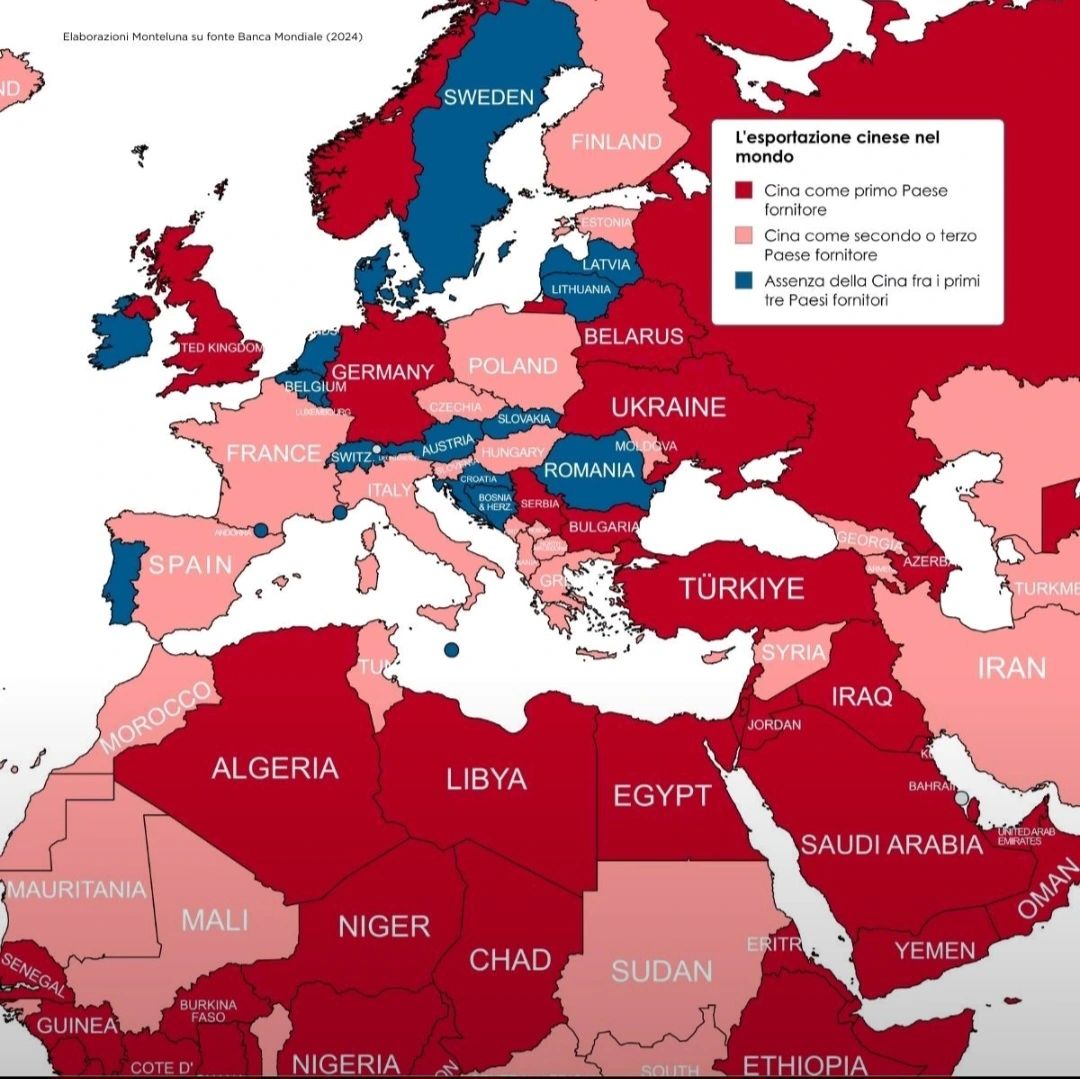 Elaborazioni Monteluna su fonte Banca Mondiale (2024)
ND
SWEDEN
FINLAND
L'esportazione cinese nel
mondo
Cina come primo Paese
fornitore
Cina come secondo o terzo
Paese fornitore
Assenza della Cina fra i primi
tre Paesi fornitori
ESTONIA
LATVIA
LITHUANIA
TED KINGDOM
BELARUS
GERMANY
POLAND
BELGIUM
LUXEMBOURG
CZECHIA
UKRAINE
SLOVAKIA
FRANCE
SWITZ.
AUSTRIA
HUNGARY
MOLDOVA
ROMANIA
CROATIA
ITALY
BOSNIA
& HERZ.
SERBIA
BULGARIA
ANDORRA
GEORGIA
SPAIN
AZERB
TÜRKIYE
GR
TURKME
SYRIA
TUN
IRAN
MOROCCO
IRAQ
JORDAN
ALGERIA
LIBYA
EGYPT
BAHRAI
SAUDI ARABIA
UNITED ARAB
EMIRATES
MAURITANIA
MALI
OMAN
NIGER
ERITR
YEMEN
CHAD
SUDAN
SENEGAL
BURKINA
FASO
GUINEA
COTE D'
NIGERIA
ON
SOUTH
ETHIOPIA